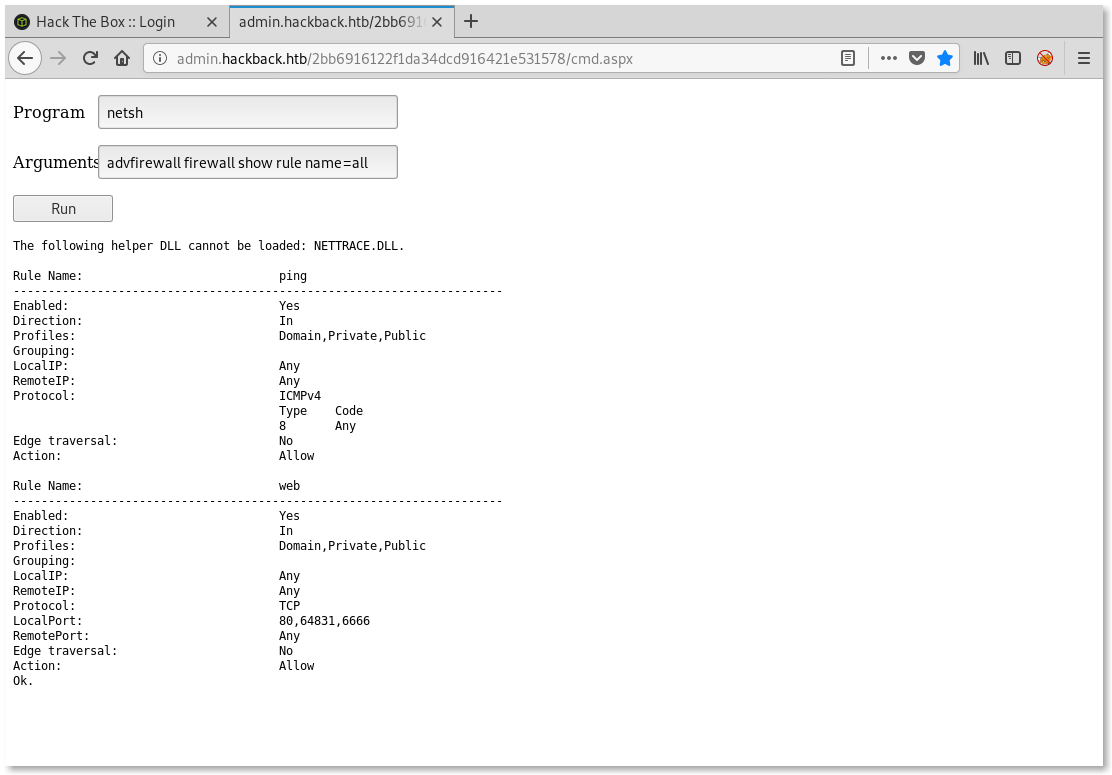 Hack The Box :: Login
admin.hackback.htb/2bb691
admin.hackback.htb/2bb6916122f1da34dcd916421e531578/cmd.aspx
Program netsh
Arguments advfirewall firewall show rule name=all
Run
The following helper DLL cannot be loaded: NETTRACE.DLL.
Rule Name: ping
----------------------------------------------------------------------
Enabled: Yes
Direction: In
Profiles: Domain,Private,Public
Grouping:
LocalIP: Any
RemoteIP: Any
Protocol: ICMPv4
Type Code
8 Any
Edge traversal: No
Action: Allow
Rule Name: web
----------------------------------------------------------------------
Enabled: Yes
Direction: In
Profiles: Domain,Private,Public
Grouping:
LocalIP: Any
RemoteIP: Any
Protocol: TCP
LocalPort: 80,64831,6666
RemotePort: Any
Edge traversal: No
Action: Allow
Ok.